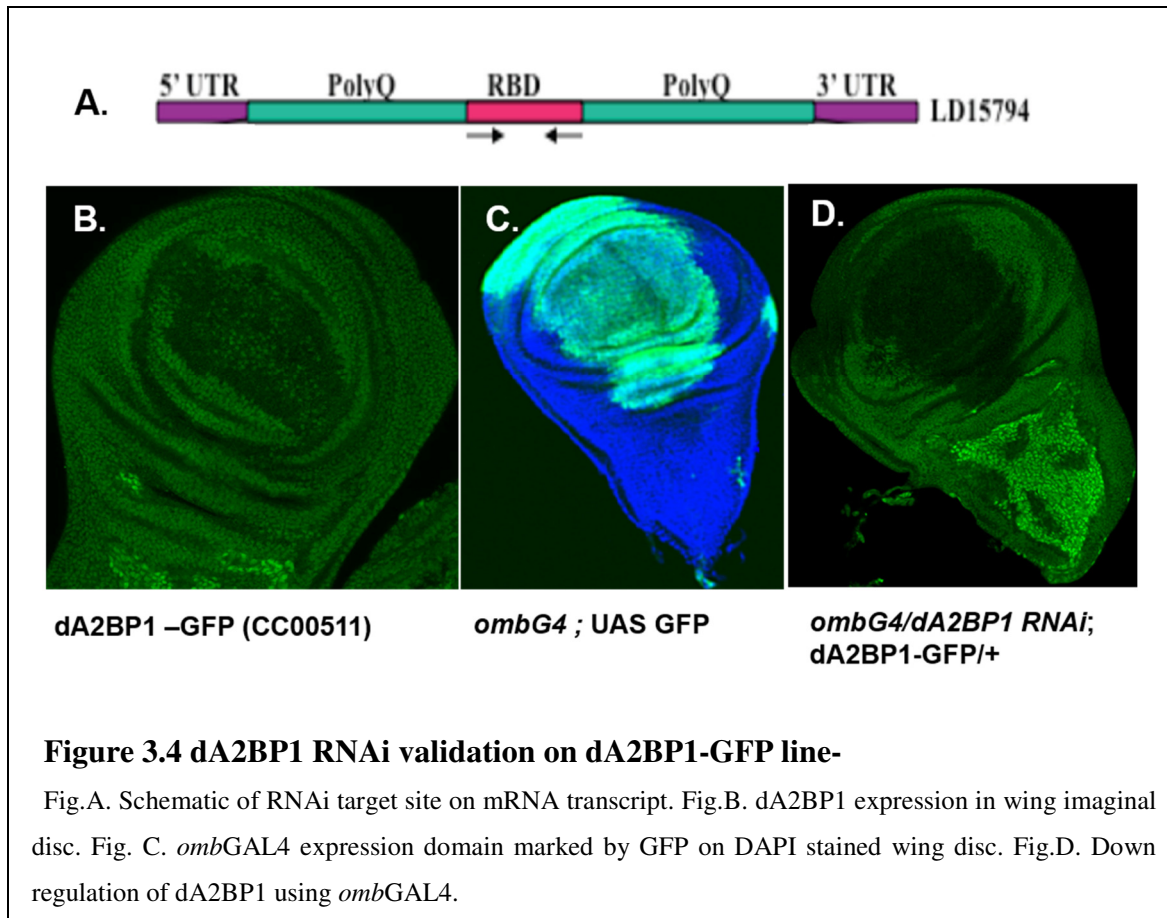 5' UTR PolyQ RBD PolyQ 3' UTR
A. LD15794
B. C. D.
dA2BP1 –GFP (CC00511) ombG4 ; UAS GFP ombG4/dA2BP1 RNAi;
dA2BP1-GFP/+
Figure 3.4 dA2BP1 RNAi validation on dA2BP1-GFP line-
Fig.A. Schematic of RNAi target site on mRNA transcript. Fig.B. dA2BP1 expression in wing imaginal
disc. Fig. C. ombGAL4 expression domain marked by GFP on DAPI stained wing disc. Fig.D. Down
regulation of dA2BP1 using ombGAL4.